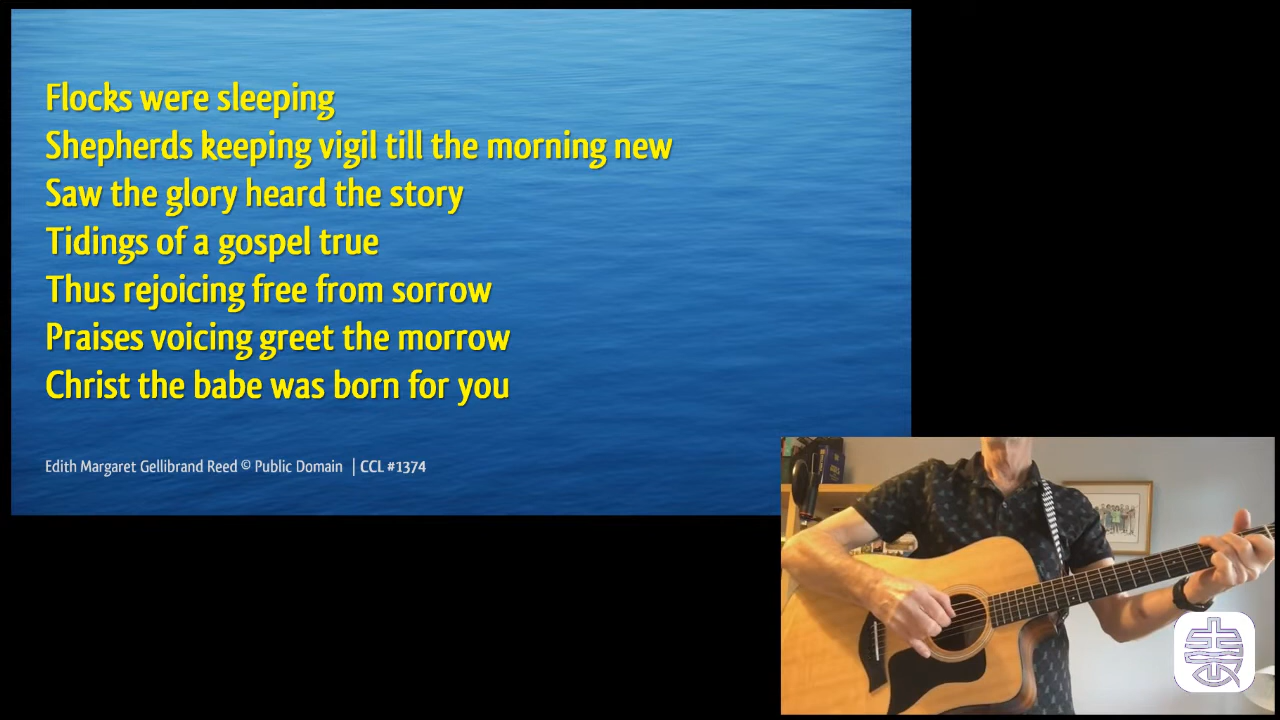 Flocks were sleeping
Shepherds keeping vigil till the morning new
Saw the glory heard the story
Tidings of a gospel true
Thus rejoicing free from sorrow
Praises voicing greet the morrow
Christ the babe was born for you
Edith Margaret Gellibrand Reed © Public Domain | CCL #1374